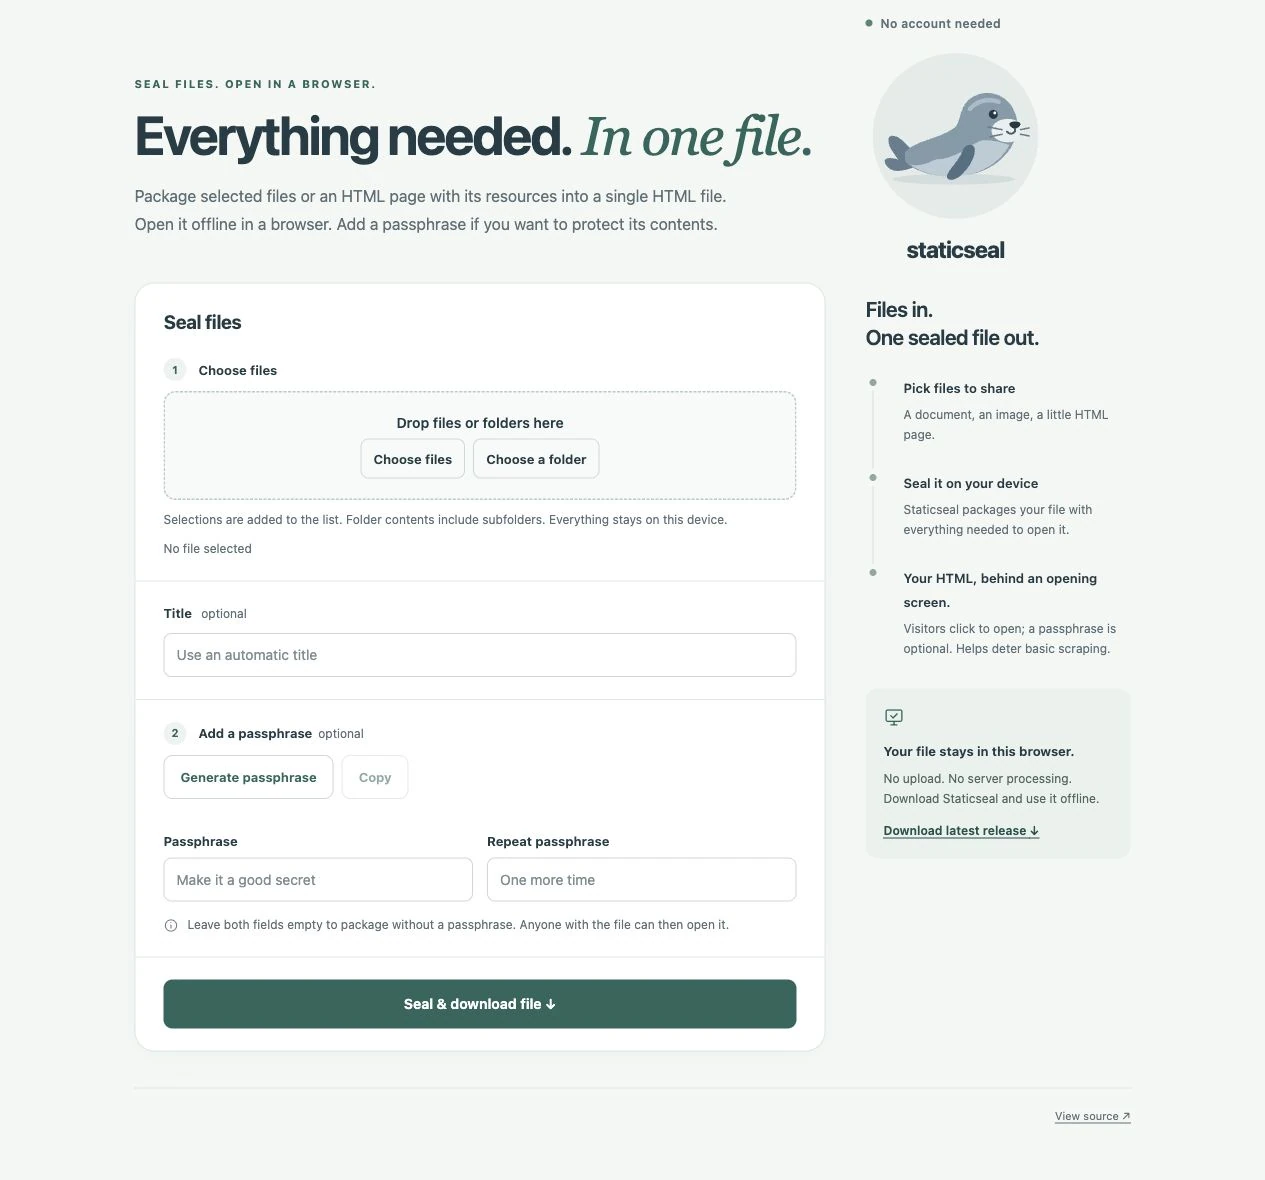 No account needed
SEAL FILES. OPEN IN A BROWSER.
Everything needed. In one file.
Package selected files or an HTML page with its resources into a single HTML file.
Open it offline in a browser. Add a passphrase if you want to protect its contents.
staticseal
Seal files
1 Choose files
Drop files or folders here
Choose files Choose a folder
Selections are added to the list. Folder contents include subfolders. Everything stays on this device.
No file selected
Title optional
Use an automatic title
2 Add a passphrase optional
Generate passphrase Copy
Passphrase Repeat passphrase
Make it a good secret One more time
Leave both fields empty to package without a passphrase. Anyone with the file can then open it.
Seal & download file ↓
Files in.
One sealed file out.
Pick files to share
A document, an image, a little HTML
page.
Seal it on your device
Staticseal packages your file with
everything needed to open it.
Your HTML, behind an opening
screen.
Visitors click to open; a passphrase is
optional. Helps deter basic scraping.
Your file stays in this browser.
No upload. No server processing.
Download Staticseal and use it offline.
Download latest release ↓
View source ↗